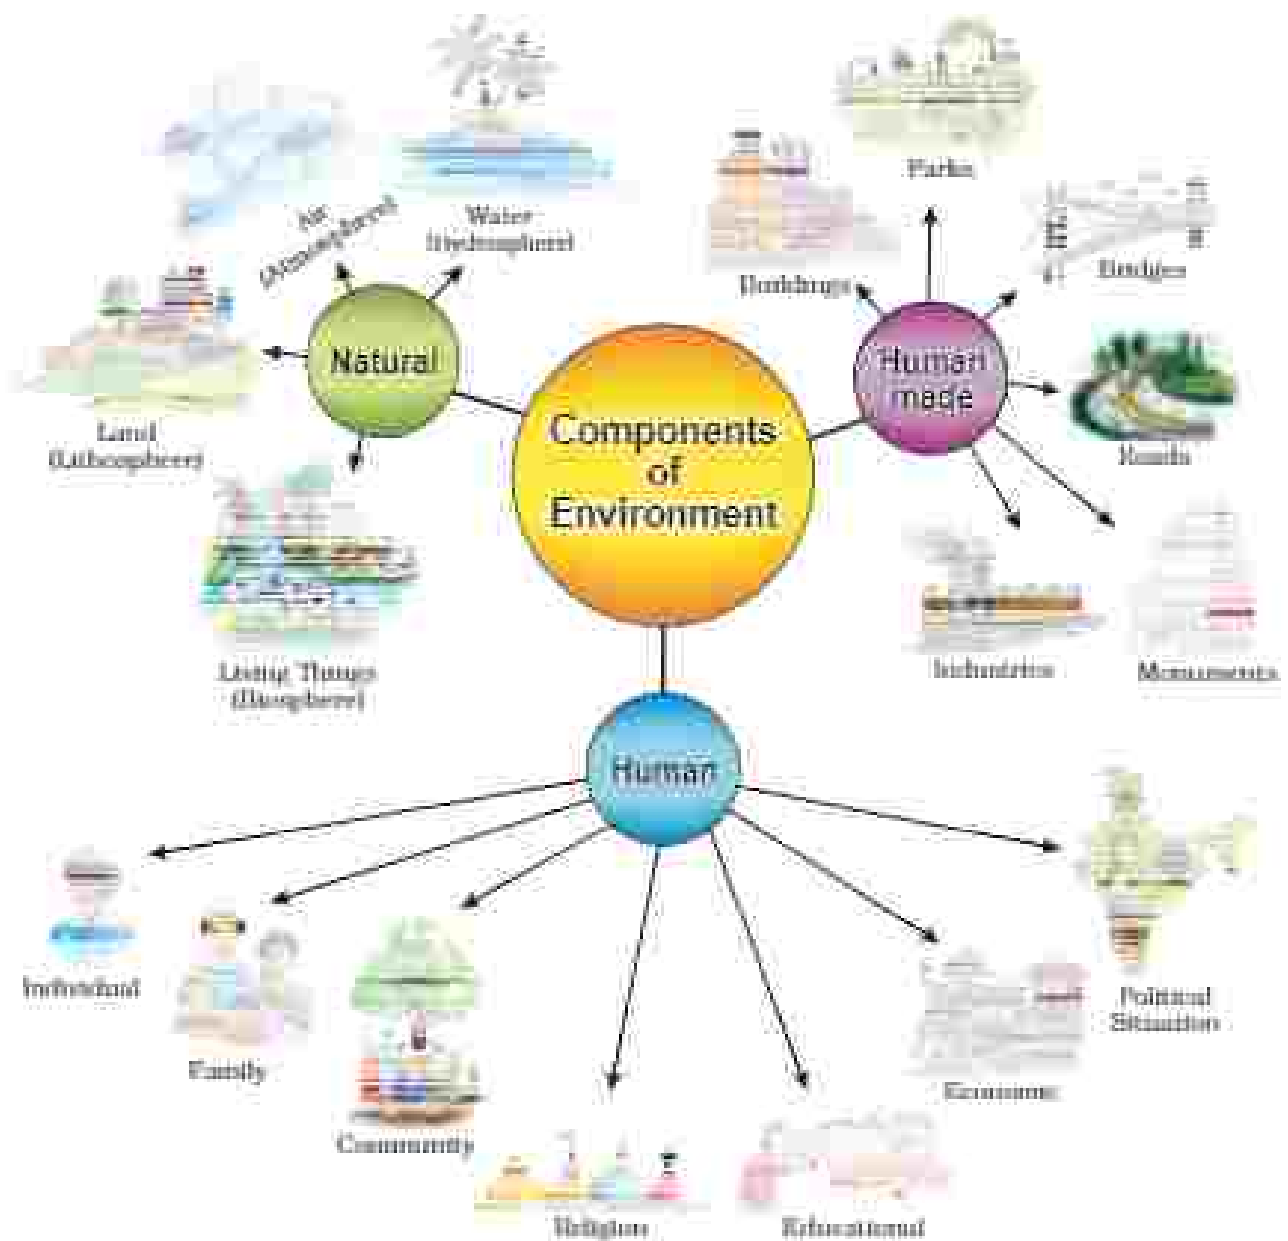 Components
of
Environment
Natural
Air
(Atmosphere)
Water
(Hydrosphere)
Land
(Lithosphere)
Living Things
(Biosphere)
Human
made
Buildings
Parks
Bridges
Roads
Industries
Monuments
Human
Individual
Family
Community
Religion
Educational
Economic
Political
Situation